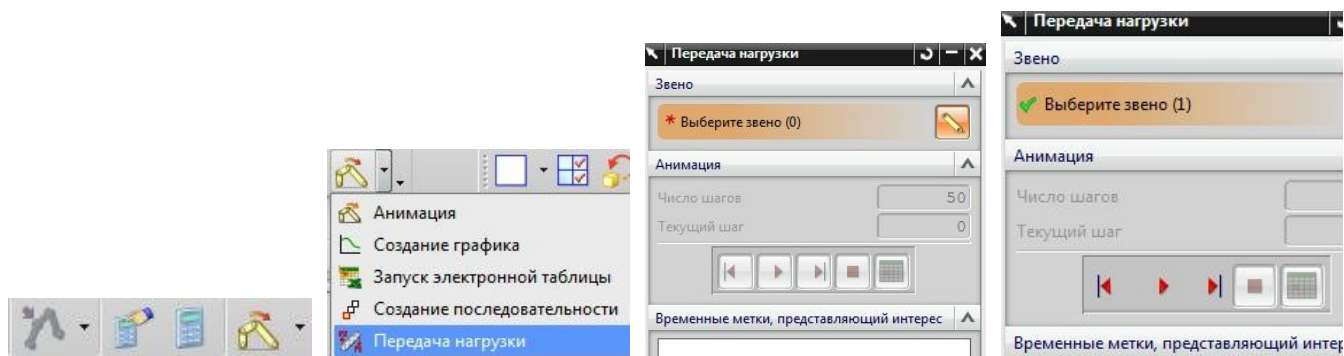 Анимация
Создание графика
Запуск электронной таблицы
Создание последовательности
Передача нагрузки
Передача нагрузки
Звено
* Выберите звено (0)
Анимация
Число шагов 50
Текущий шаг 0
Временные метки, представляющий интерес
Передача нагрузки
Звено
Выберите звено (1)
Анимация
Число шагов
Текущий шаг
Временные метки, представляющий